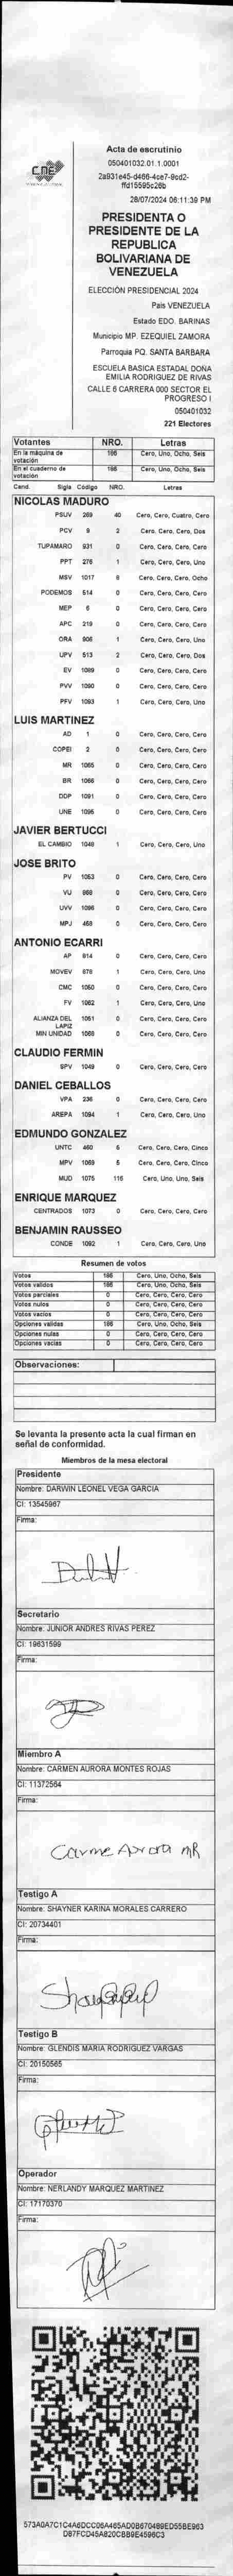 CNE
Acta de escrutinio
050401032.01.1.0001
2a931e45-d466-4ce7-9cd2-
ffd15595c26b
28/07/2024 06:11:39 PM
PRESIDENTA O
PRESIDENTE DE LA
REPUBLICA
BOLIVARIANA DE
VENEZUELA
ELECCIÓN PRESIDENCIAL 2024
País VENEZUELA
Estado EDO. BARINAS
Municipio MP. EZEQUIEL ZAMORA
Parroquia PQ. SANTA BARBARA
ESCUELA BASICA ESTADAL DOÑA
EMILIA RODRIGUEZ DE RIVAS
CALLE 6 CARRERA 000 SECTOR EL
PROGRESO I
050401032
221 Electores
Votantes NRO. Letras
En la máquina de votación 186 Cero, Uno, Ocho, Seis
En el cuaderno de votación 186 Cero, Uno, Ocho, Seis
Cand. Sigla Código NRO. Letras
NICOLAS MADURO
PSUV 269 40 Cero, Cero, Cuatro, Cero
PCV 9 2 Cero, Cero, Cero, Dos
TUPAMARO 931 0 Cero, Cero, Cero, Cero
PPT 276 1 Cero, Cero, Cero, Uno
MSV 1017 8 Cero, Cero, Cero, Ocho
PODEMOS 514 0 Cero, Cero, Cero, Cero
MEP 6 0 Cero, Cero, Cero, Cero
APC 219 0 Cero, Cero, Cero, Cero
ORA 906 1 Cero, Cero, Cero, Uno
UPV 513 2 Cero, Cero, Cero, Dos
EV 1089 0 Cero, Cero, Cero, Cero
PVV 1090 0 Cero, Cero, Cero, Cero
PFV 1093 1 Cero, Cero, Cero, Uno
LUIS MARTINEZ
AD 1 0 Cero, Cero, Cero, Cero
COPEI 2 0 Cero, Cero, Cero, Cero
MR 1065 0 Cero, Cero, Cero, Cero
BR 1066 0 Cero, Cero, Cero, Cero
DDP 1091 0 Cero, Cero, Cero, Cero
UNE 1095 0 Cero, Cero, Cero, Cero
JAVIER BERTUCCI
EL CAMBIO 1048 1 Cero, Cero, Cero, Uno
JOSE BRITO
PV 1053 0 Cero, Cero, Cero, Cero
VU 868 0 Cero, Cero, Cero, Cero
UVV 1096 0 Cero, Cero, Cero, Cero
MPJ 458 0 Cero, Cero, Cero, Cero
ANTONIO ECARRI
AP 814 0 Cero, Cero, Cero, Cero
MOVEV 676 1 Cero, Cero, Cero, Uno
CMC 1050 0 Cero, Cero, Cero, Cero
FV 1062 1 Cero, Cero, Cero, Uno
ALIANZA DEL LAPIZ 1051 0 Cero, Cero, Cero, Cero
MIN UNIDAD 1068 0 Cero, Cero, Cero, Cero
CLAUDIO FERMIN
SPV 1049 0 Cero, Cero, Cero, Cero
DANIEL CEBALLOS
VPA 236 0 Cero, Cero, Cero, Cero
AREPA 1094 1 Cero, Cero, Cero, Uno
EDMUNDO GONZALEZ
UNTC 460 5 Cero, Cero, Cero, Cinco
MPV 1069 5 Cero, Cero, Cero, Cinco
MUD 1075 116 Cero, Uno, Uno, Seis
ENRIQUE MARQUEZ
CENTRADOS 1073 0 Cero, Cero, Cero, Cero
BENJAMIN RAUSSEO
CONDE 1092 1 Cero, Cero, Cero, Uno
Resumen de votos
Votos 186 Cero, Uno, Ocho, Seis
Votos validos 186 Cero, Uno, Ocho, Seis
Votos parciales 0 Cero, Cero, Cero, Cero
Votos nulos 0 Cero, Cero, Cero, Cero
Votos vacios 0 Cero, Cero, Cero, Cero
Opciones validas 186 Cero, Uno, Ocho, Seis
Opciones nulas 0 Cero, Cero, Cero, Cero
Opciones vacias 0 Cero, Cero, Cero, Cero
Observaciones:
Se levanta la presente acta la cual firman en
señal de conformidad.
Miembros de la mesa electoral
Presidente
Nombre: DARWIN LEONEL VEGA GARCIA
CI: 13545967
Firma:
Secretario
Nombre: JUNIOR ANDRES RIVAS PEREZ
CI: 19631599
Firma:
Miembro A
Nombre: CARMEN AURORA MONTES ROJAS
CI: 11372564
Firma:
Carme Aurora MR
Testigo A
Nombre: SHAYNER KARINA MORALES CARRERO
CI: 20734401
Firma:
Testigo B
Nombre: GLENDIS MARIA RODRIGUEZ VARGAS
CI: 20150565
Firma:
Operador
Nombre: NERLANDY MARQUEZ MARTINEZ
CI: 17170370
Firma:
573A0A7C1C4A6DCC06A465AD0B670489ED55BE963
D87FCD45A820CBB9E4596C3